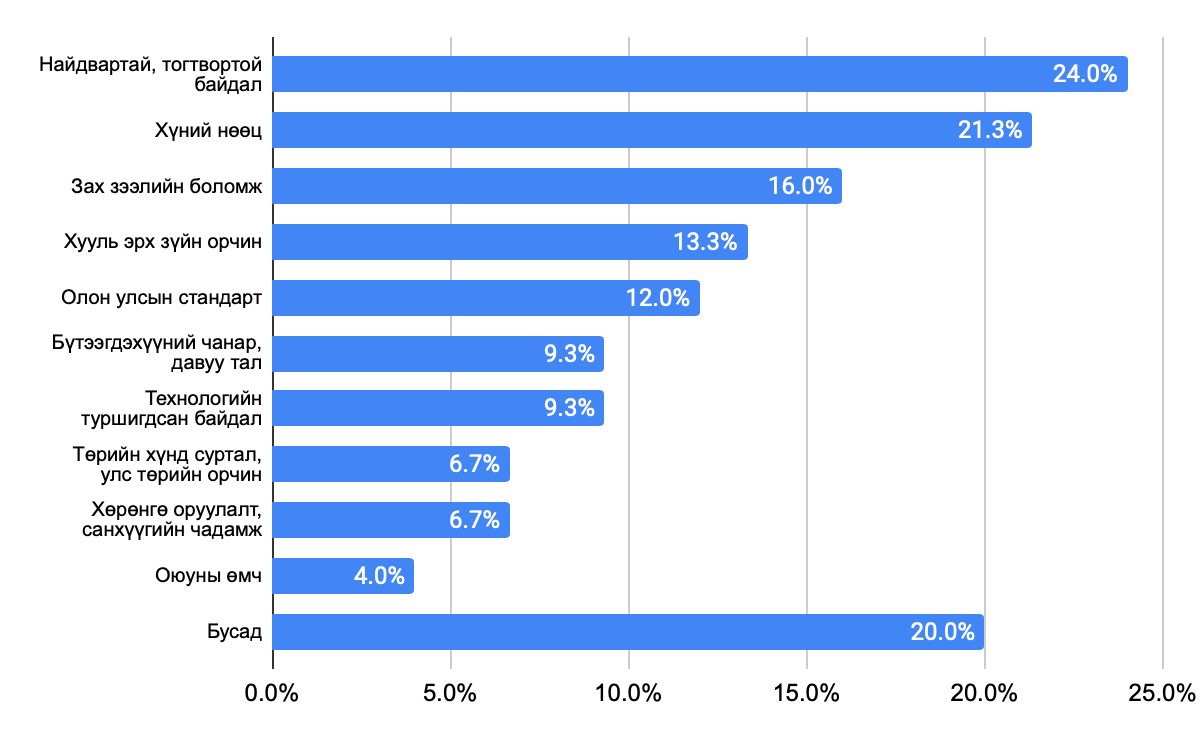 Найдвартай, тогтвортой
байдал
24.0%
Хүний нөөц
21.3%
Зах зээлийн боломж
16.0%
Хууль эрх зүйн орчин
13.3%
Олон улсын стандарт
12.0%
Бүтээгдэхүүний чанар,
давуу тал
9.3%
Технологийн
туршигдсан байдал
9.3%
Төрийн хүнд суртал,
улс төрийн орчин
6.7%
Хөрөнгө оруулалт,
санхүүгийн чадамж
6.7%
Оюуны өмч
4.0%
Бусад
20.0%
0.0% 5.0% 10.0% 15.0% 20.0% 25.0%